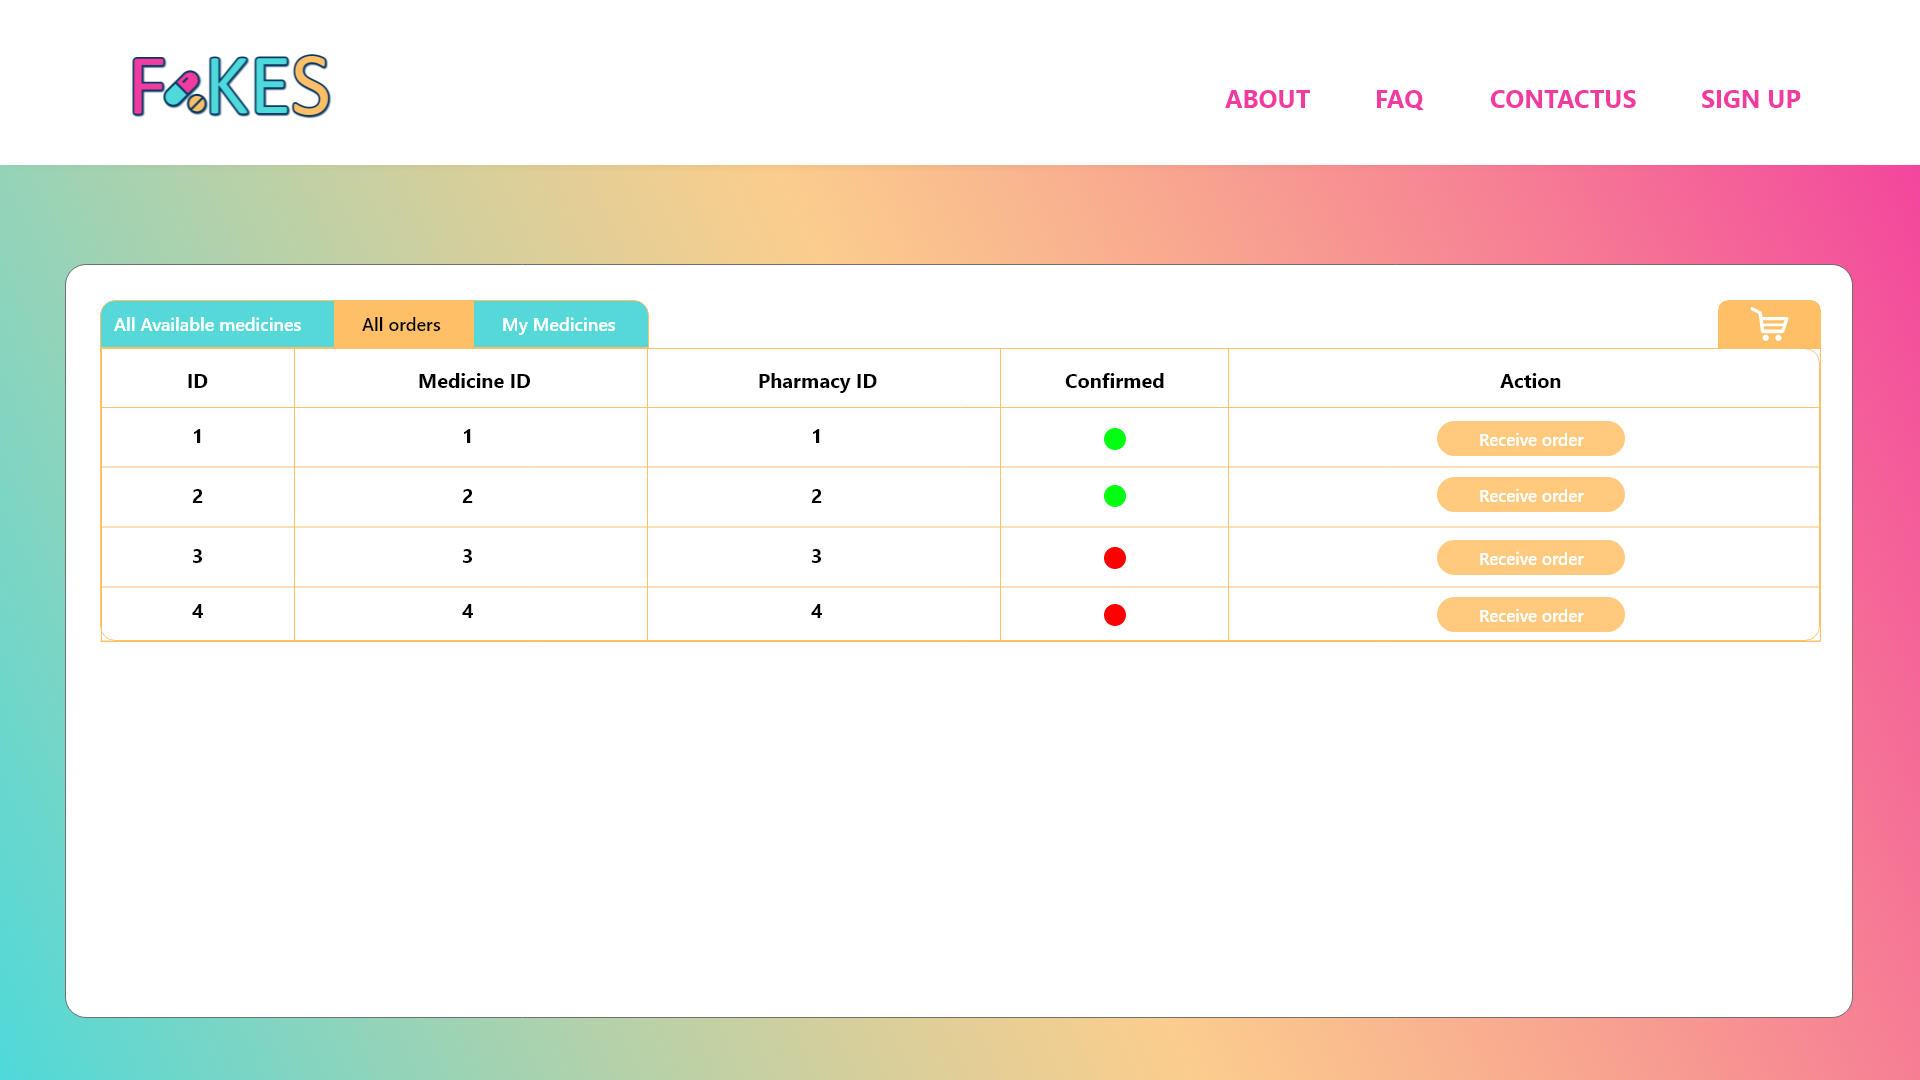 FAKES
ABOUT FAQ CONTACTUS SIGN UP
All Available medicines All orders My Medicines
ID Medicine ID Pharmacy ID Confirmed Action
1 1 1 Receive order
2 2 2 Receive order
3 3 3 Receive order
4 4 4 Receive order